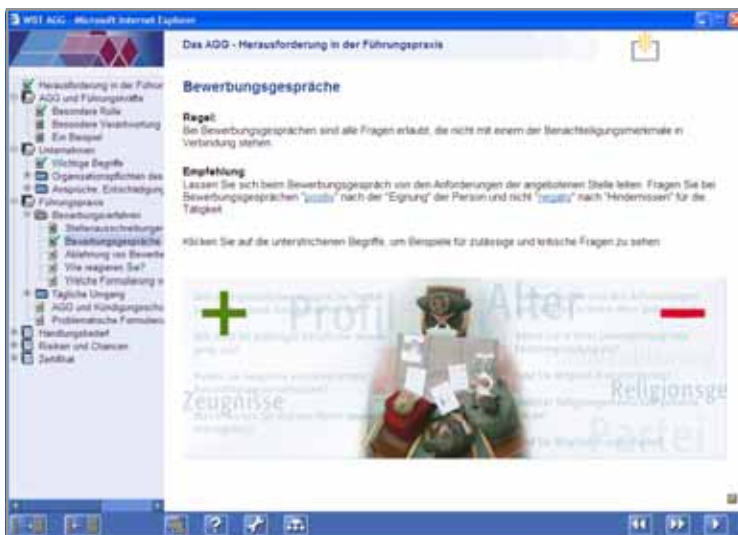 WBT AGG - Microsoft Internet Explorer
Das AGG - Herausforderung in der Führungspraxis
Herausforderung in der Führun
AGG und Führungskräfte
Besondere Rolle
Besondere Verantwortung
Ein Beispiel
Unternehmen
Wichtige Begriffe
Organisationspflichten des
Ansprüche, Entschädigung
Führungspraxis
Bewerbungsverfahren
Stellenausschreibungen
Bewerbungsgespräche
Ablehnung von Bewerbe
Wie reagieren Sie?
Welche Formulierung
Tägliche Umgang
AGG und Kündigungsschu
Problematische Formulieru
Handlungsbedarf
Risiken und Chancen
Zertifikat
Bewerbungsgespräche
Regel:
Bei Bewerbungsgesprächen sind alle Fragen erlaubt, die nicht mit einem der Benachteiligungsmerkmale in
Verbindung stehen.
Empfehlung:
Lassen Sie sich beim Bewerbungsgespräch von den Anforderungen der angebotenen Stelle leiten. Fragen Sie bei
Bewerbungsgesprächen "positiv" nach der "Eignung" der Person und nicht "negativ" nach "Hindernissen" für die
Tätigkeit.
Klicken Sie auf die unterstrichenen Begriffe, um Beispiele für zulässige und kritische Fragen zu sehen
+ Profil Alter −
Zeugnisse Religionsge
Partei